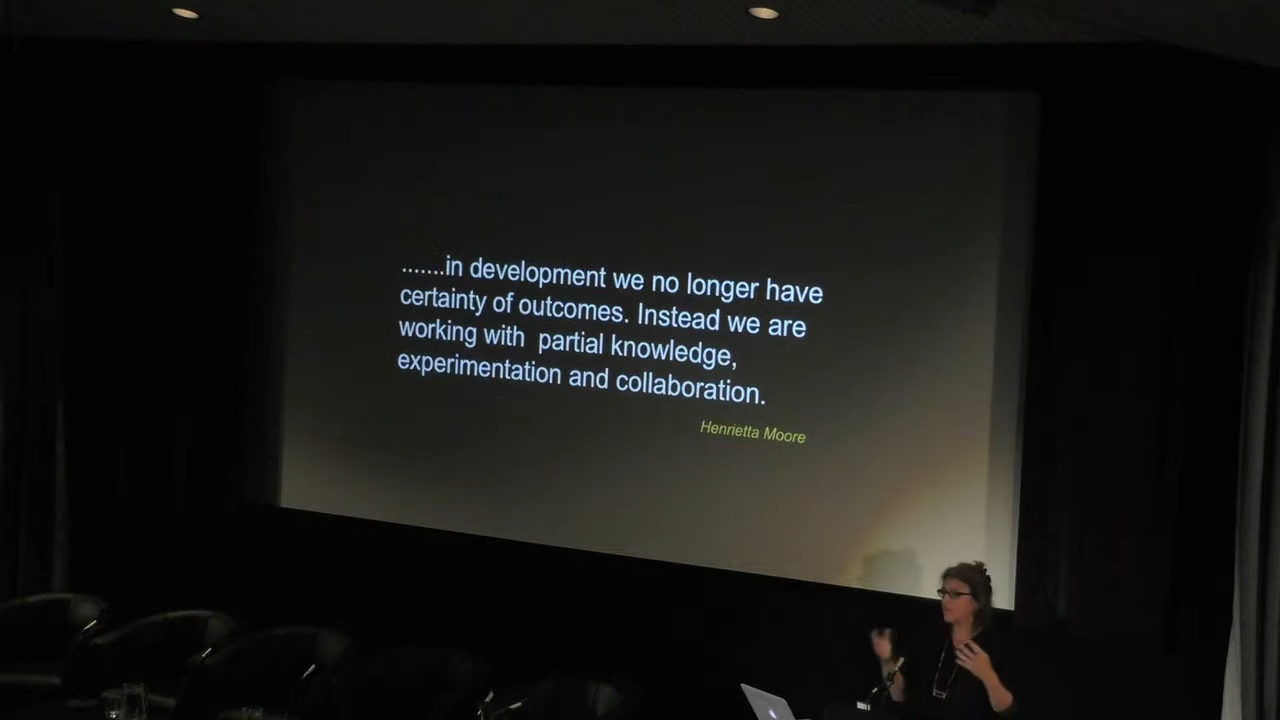 .......in development we no longer have
certainty of outcomes. Instead we are
working with partial knowledge,
experimentation and collaboration.
Henrietta Moore